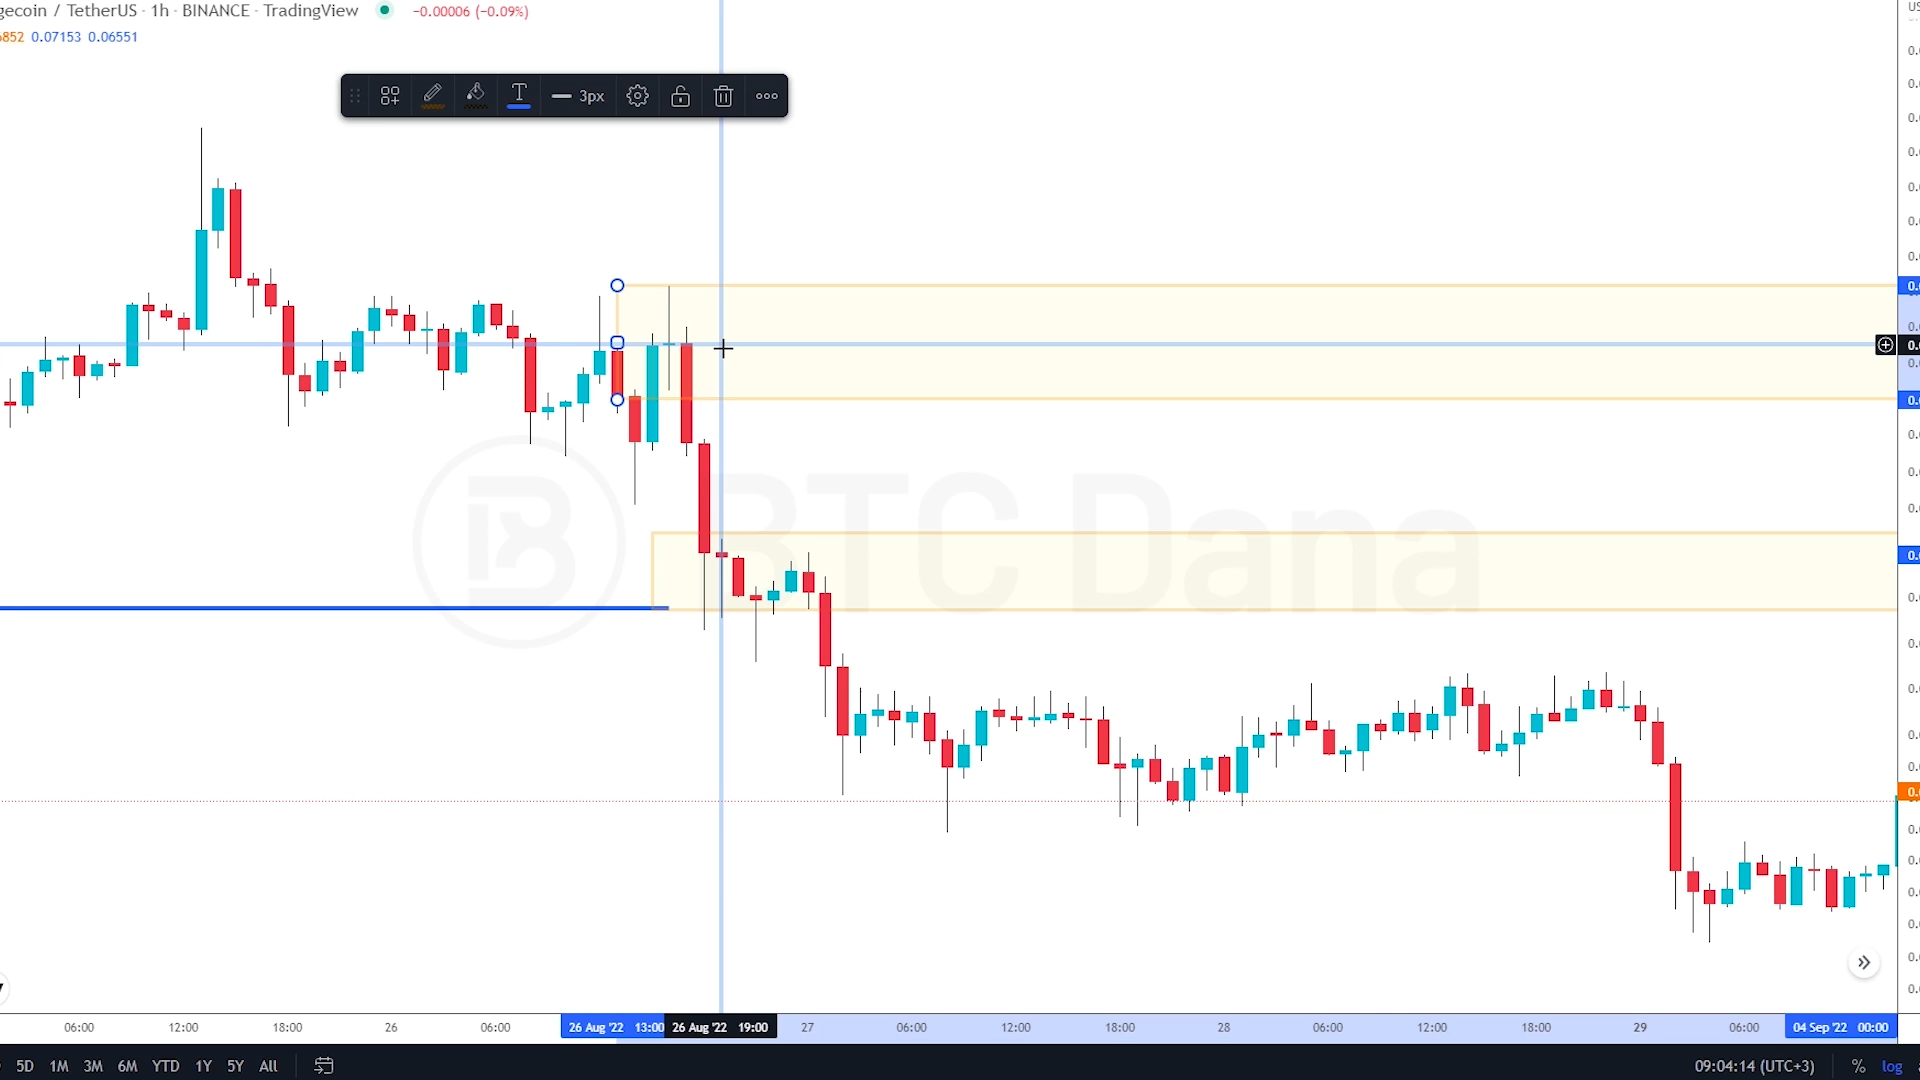 gecoin / TetherUS · 1h · BINANCE · TradingView −0.00006 (−0.09%)
6852 0.07153 0.06551
3px
BTC Dana
06:00 12:00 18:00 26 06:00 26 Aug '22 13:00 26 Aug '22 19:00 27 06:00 12:00 18:00 28 06:00 12:00 18:00 29 06:00 04 Sep '22 00:00
5D 1M 3M 6M YTD 1Y 5Y All 09:04:14 (UTC+3) % log